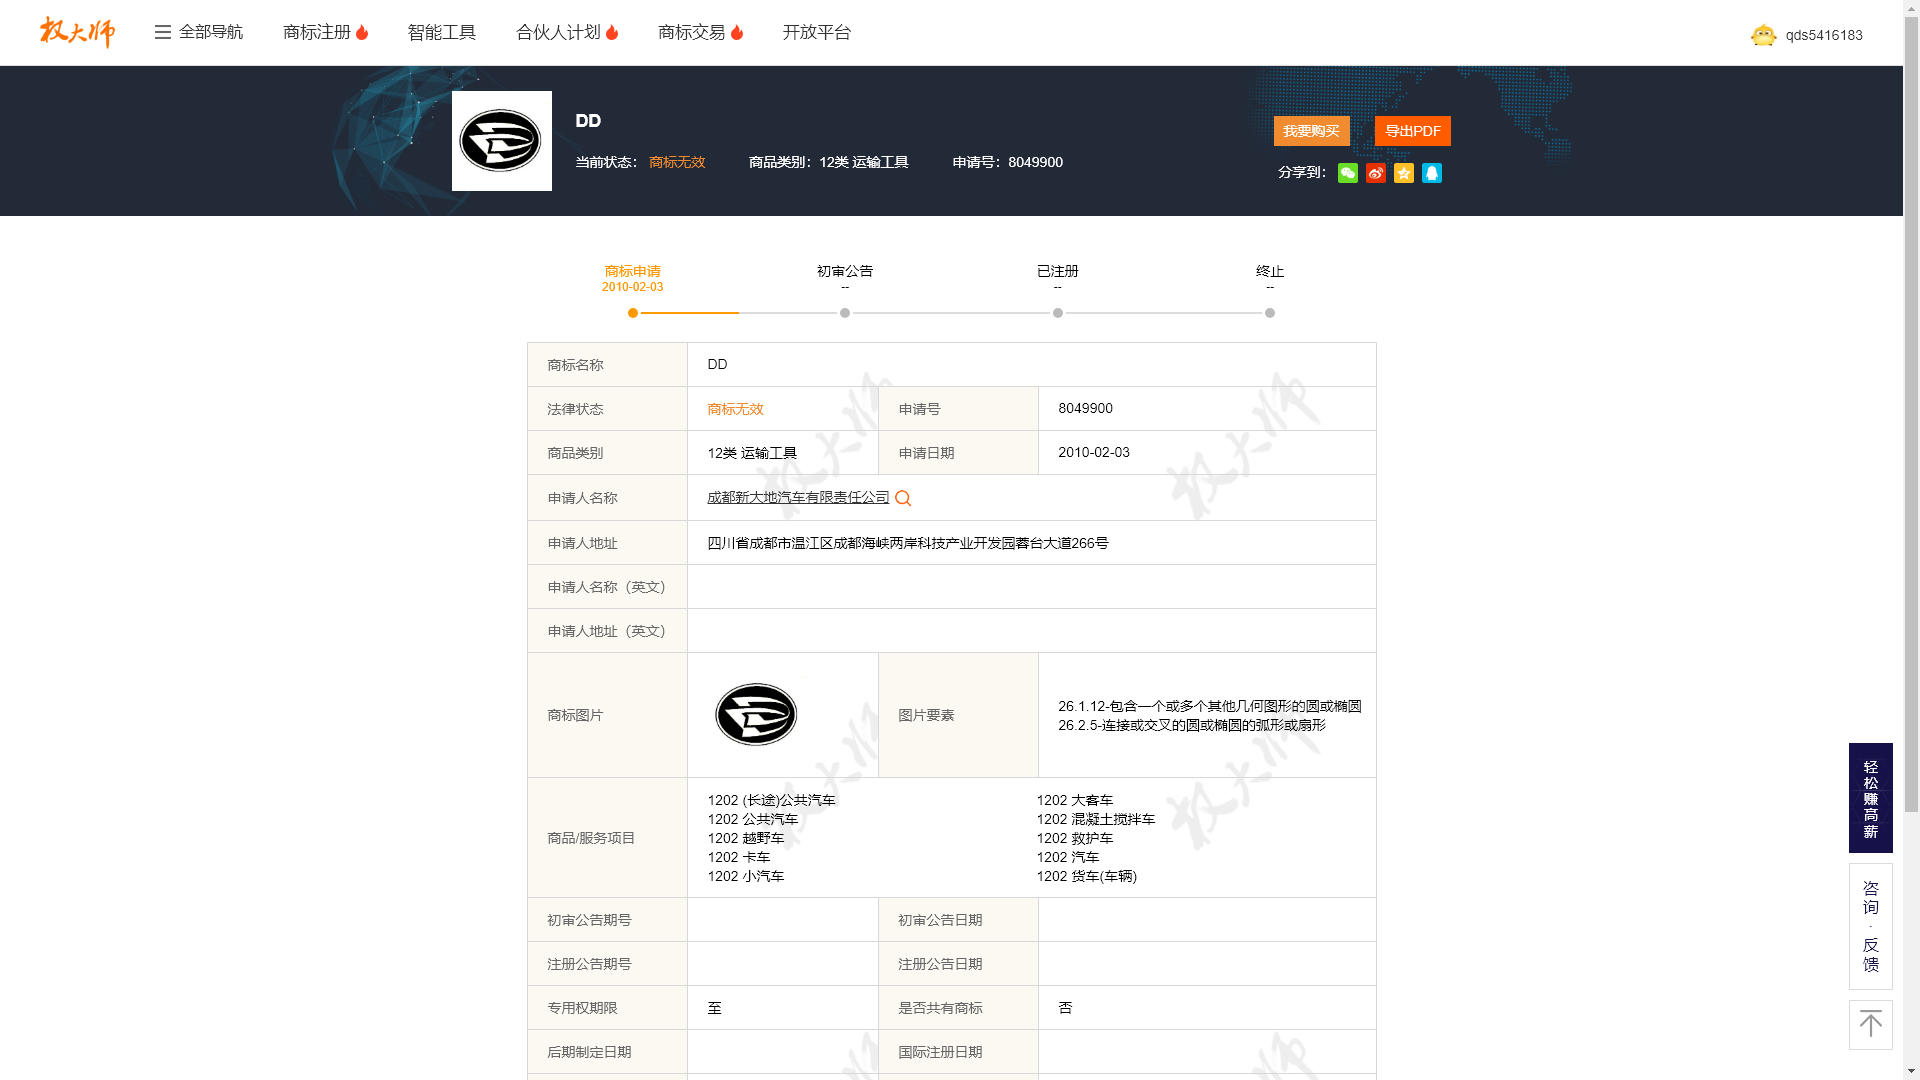 权大师
全部导航
商标注册
智能工具
合伙人计划
商标交易
开放平台
qds5416183
DD
当前状态： 商标无效
商品类别：12类 运输工具
申请号：8049900
我要购买
导出PDF
分享到：
商标申请
2010-02-03
初审公告
--
已注册
--
终止
--
商标名称
DD
法律状态
商标无效
申请号
8049900
商品类别
12类 运输工具
申请日期
2010-02-03
申请人名称
成都新大地汽车有限责任公司
申请人地址
四川省成都市温江区成都海峡两岸科技产业开发园蓉台大道266号
申请人名称（英文）
申请人地址（英文）
商标图片
图片要素
26.1.12-包含一个或多个其他几何图形的圆或椭圆
26.2.5-连接或交叉的圆或椭圆的弧形或扇形
商品/服务项目
1202 (长途)公共汽车
1202 大客车
1202 公共汽车
1202 混凝土搅拌车
1202 越野车
1202 救护车
1202 卡车
1202 汽车
1202 小汽车
1202 货车(车辆)
初审公告期号
初审公告日期
注册公告期号
注册公告日期
专用权期限
至
是否共有商标
否
后期制定日期
国际注册日期
轻松赚高薪
咨询·反馈
权大师
权大师
权大师
权大师